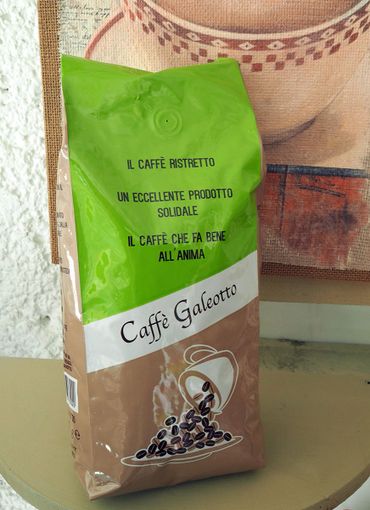 IL CAFFÈ RISTRETTO
UN ECCELLENTE PRODOTTO
SOLIDALE
IL CAFFÈ CHE FA BENE
ALL'ANIMA
Caffè Galeotto